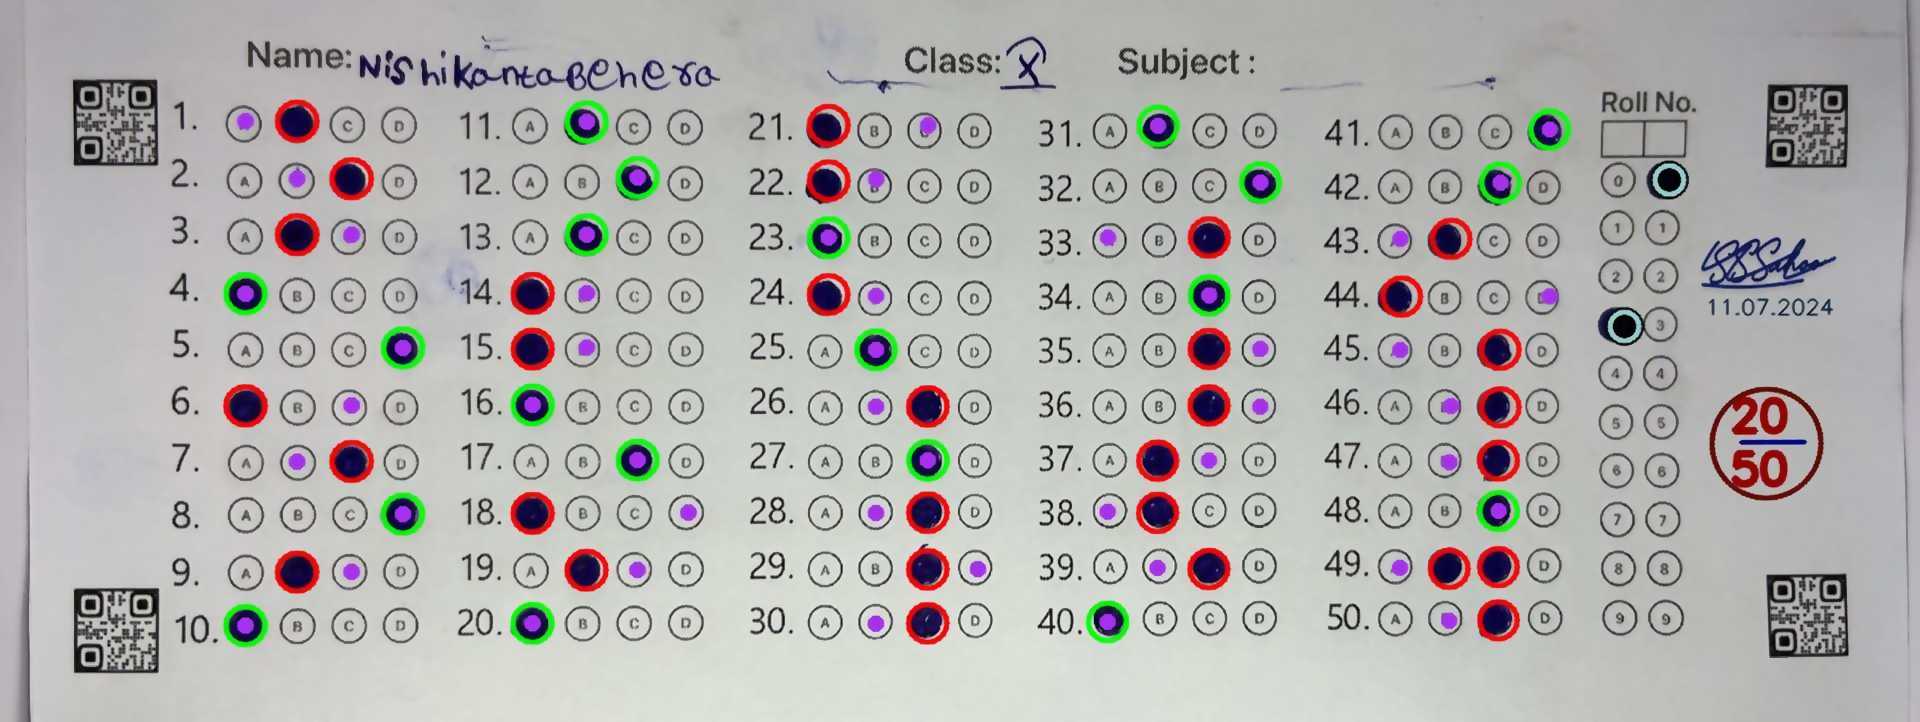 Name: Nishikanta Behera Class: X Subject :
Roll No.
1. B C D 11. A C D 21. B D 31. A C D 41. A B C
2. A D 12. A B D 22. C D 32. A B C 42. A B D
3. A D 13. A C D 23. B C D 33. B D 43. C D
4. B C D 14. C D 24. C D 34. A B D 44. B C
5. A B C 15. C D 25. A C D 35. A B 45. B D
6. B D 16. B C D 26. A D 36. A B 46. A D
7. A D 17. A B D 27. A B D 37. A D 47. A D
8. A B C 18. B C 28. A D 38. C D 48. A B D
9. A D 19. A D 29. A B 39. A D 49. D
10. B C D 20. B C D 30. A D 40. B C D 50. A D
0
1 1
2 2
3
4 4
5 5
6 6
7 7
8 8
9 9
11.07.2024
20
50